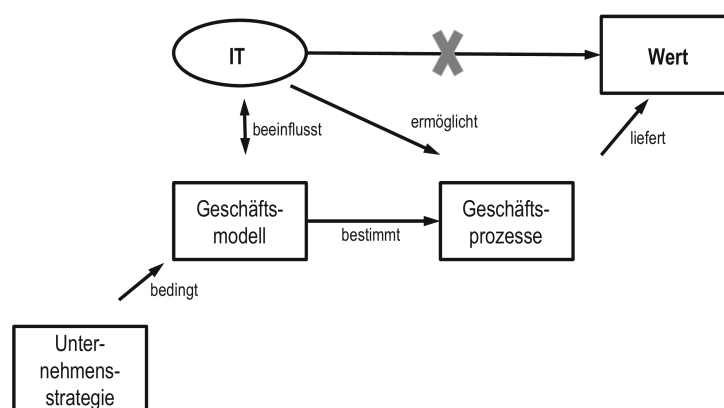 IT
Wert
beeinflusst
ermöglicht
liefert
Geschäfts-
modell
bestimmt
Geschäfts-
prozesse
bedingt
Unter-
nehmens-
strategie